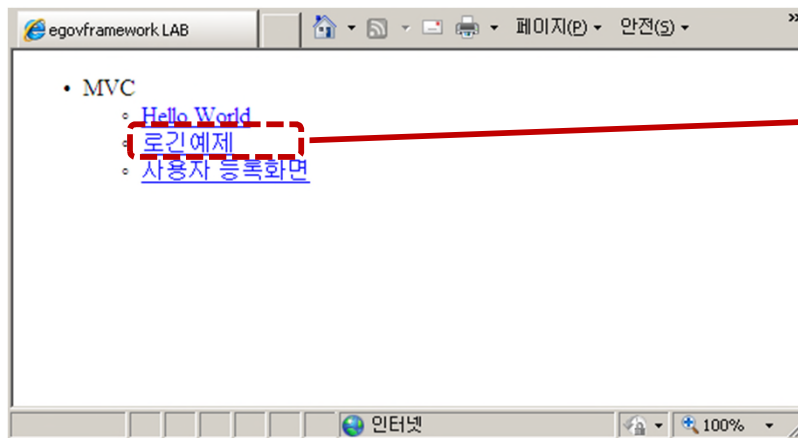 egovframework LAB 페이지(P) 안전(S) »
• MVC
◦ Hello World
◦ 로긴예제
◦ 사용자 등록화면
인터넷 100%